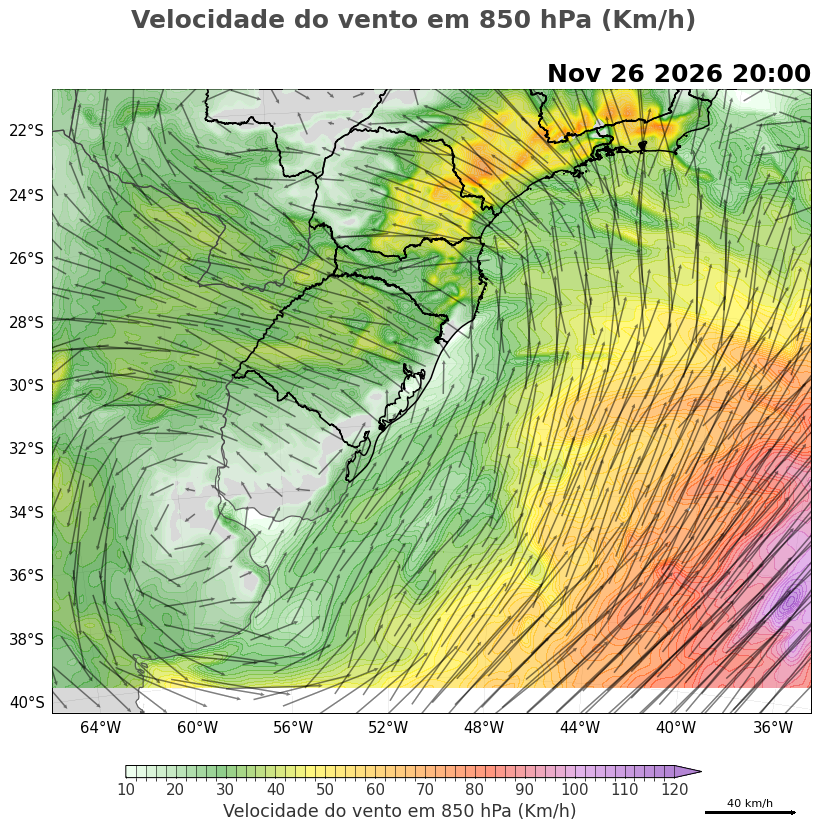 Velocidade do vento em 850 hPa (Km/h)
Nov 26 2026 20:00
22°S
24°S
26°S
28°S
30°S
32°S
34°S
36°S
38°S
40°S
64°W 60°W 56°W 52°W 48°W 44°W 40°W 36°W
10 20 30 40 50 60 70 80 90 100 110 120
Velocidade do vento em 850 hPa (Km/h)
40 km/h